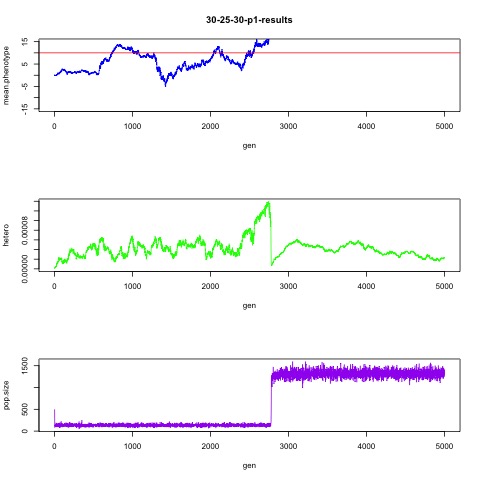 30-25-30-p1-results
mean.phenotype
15
5
-5
-15
0 1000 2000 3000 4000 5000
gen
hetero
0.00008
0.00000
0 1000 2000 3000 4000 5000
gen
pop.size
1500
500
0
0 1000 2000 3000 4000 5000
gen